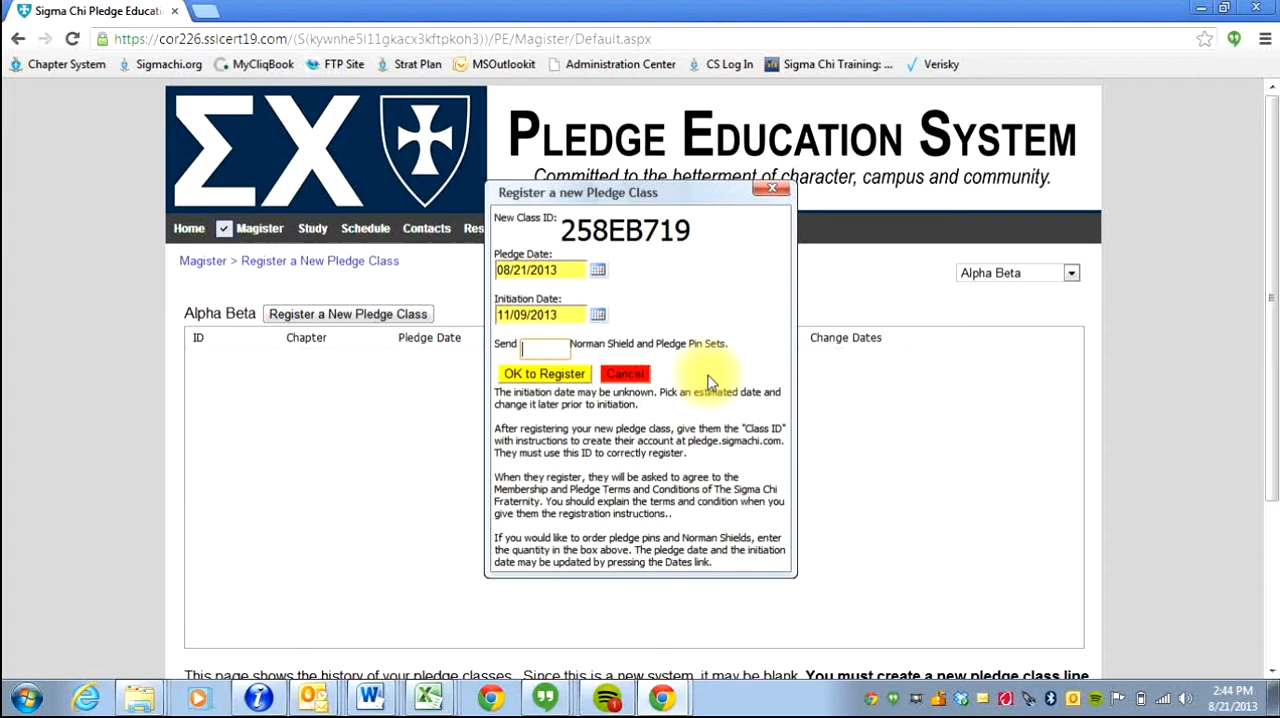 Sigma Chi Pledge Educati
https://cor226.sslcert19.com/(S(kywnhe5l11gkacx3kftpkoh3))/PE/Magister/Default.aspx
Chapter System Sigmachi.org MyCliqBook FTP Site Strat Plan MSOutlookit Administration Center CS Log In Sigma Chi Training: ... Verisky
ΣΧ
PLEDGE EDUCATION SYSTEM
Committed to the betterment of character, campus and community.
Home Magister Study Schedule Contacts Res
Magister > Register a New Pledge Class
Alpha Beta
Alpha Beta Register a New Pledge Class
ID Chapter Pledge Date Change Dates
Register a new Pledge Class
New Class ID: 258EB719
Pledge Date:
08/21/2013
Initiation Date:
11/09/2013
Send Norman Shield and Pledge Pin Sets.
OK to Register Cancel
The initiation date may be unknown. Pick an estimated date and
change it later prior to initiation.
After registering your new pledge class, give them the "Class ID"
with instructions to create their account at pledge.sigmachi.com.
They must use this ID to correctly register.
When they register, they will be asked to agree to the
Membership and Pledge Terms and Conditions of The Sigma Chi
Fraternity. You should explain the terms and condition when you
give them the registration instructions..
If you would like to order pledge pins and Norman Shields, enter
the quantity in the box above. The pledge date and the initiation
date may be updated by pressing the Dates link.
This page shows the history of your pledge classes. Since this is a new system, it may be blank. You must create a new pledge class line
2:44 PM
8/21/2013